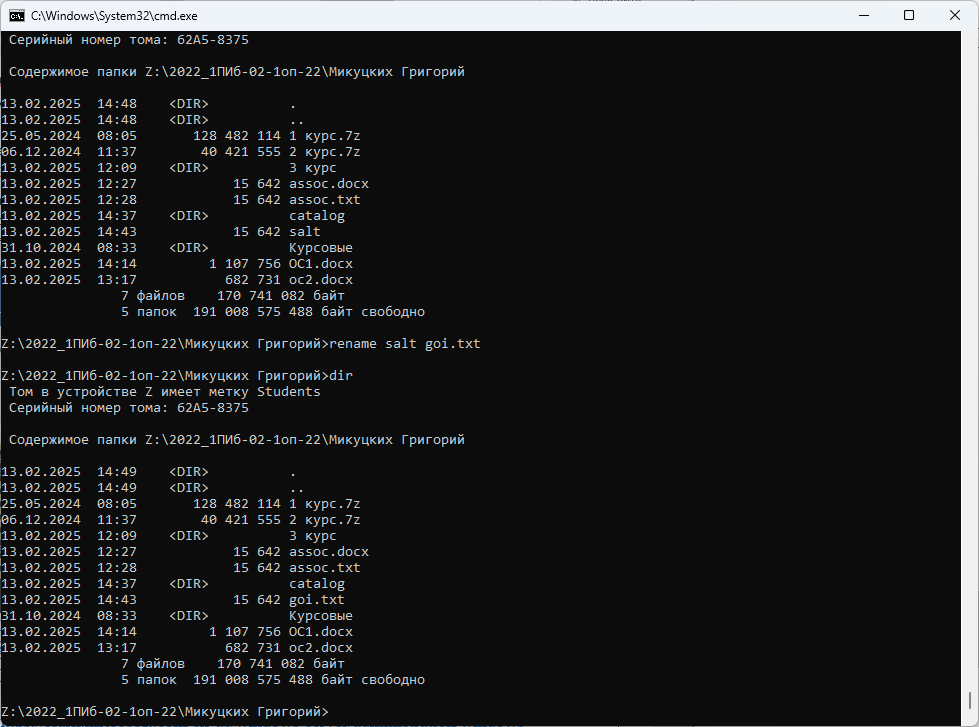 C:\Windows\System32\cmd.exe
Серийный номер тома: 62A5-8375
Содержимое папки Z:\2022_1ПИб-02-1оп-22\Микуцких Григорий
13.02.2025  14:48    <DIR>          .
13.02.2025  14:48    <DIR>          ..
25.05.2024  08:05       128 482 114 1 курс.7z
06.12.2024  11:37        40 421 555 2 курс.7z
13.02.2025  12:09    <DIR>          3 курс
13.02.2025  12:27            15 642 assoc.docx
13.02.2025  12:28            15 642 assoc.txt
13.02.2025  14:37    <DIR>          catalog
13.02.2025  14:43            15 642 salt
31.10.2024  08:33    <DIR>          Курсовые
13.02.2025  14:14         1 107 756 ОС1.docx
13.02.2025  13:17           682 731 ос2.docx
7 файлов    170 741 082 байт
5 папок  191 008 575 488 байт свободно
Z:\2022_1ПИб-02-1оп-22\Микуцких Григорий>rename salt goi.txt
Z:\2022_1ПИб-02-1оп-22\Микуцких Григорий>dir
Том в устройстве Z имеет метку Students
Серийный номер тома: 62A5-8375
Содержимое папки Z:\2022_1ПИб-02-1оп-22\Микуцких Григорий
13.02.2025  14:49    <DIR>          .
13.02.2025  14:49    <DIR>          ..
25.05.2024  08:05       128 482 114 1 курс.7z
06.12.2024  11:37        40 421 555 2 курс.7z
13.02.2025  12:09    <DIR>          3 курс
13.02.2025  12:27            15 642 assoc.docx
13.02.2025  12:28            15 642 assoc.txt
13.02.2025  14:37    <DIR>          catalog
13.02.2025  14:43            15 642 goi.txt
31.10.2024  08:33    <DIR>          Курсовые
13.02.2025  14:14         1 107 756 ОС1.docx
13.02.2025  13:17           682 731 ос2.docx
7 файлов    170 741 082 байт
5 папок  191 008 575 488 байт свободно
Z:\2022_1ПИб-02-1оп-22\Микуцких Григорий>